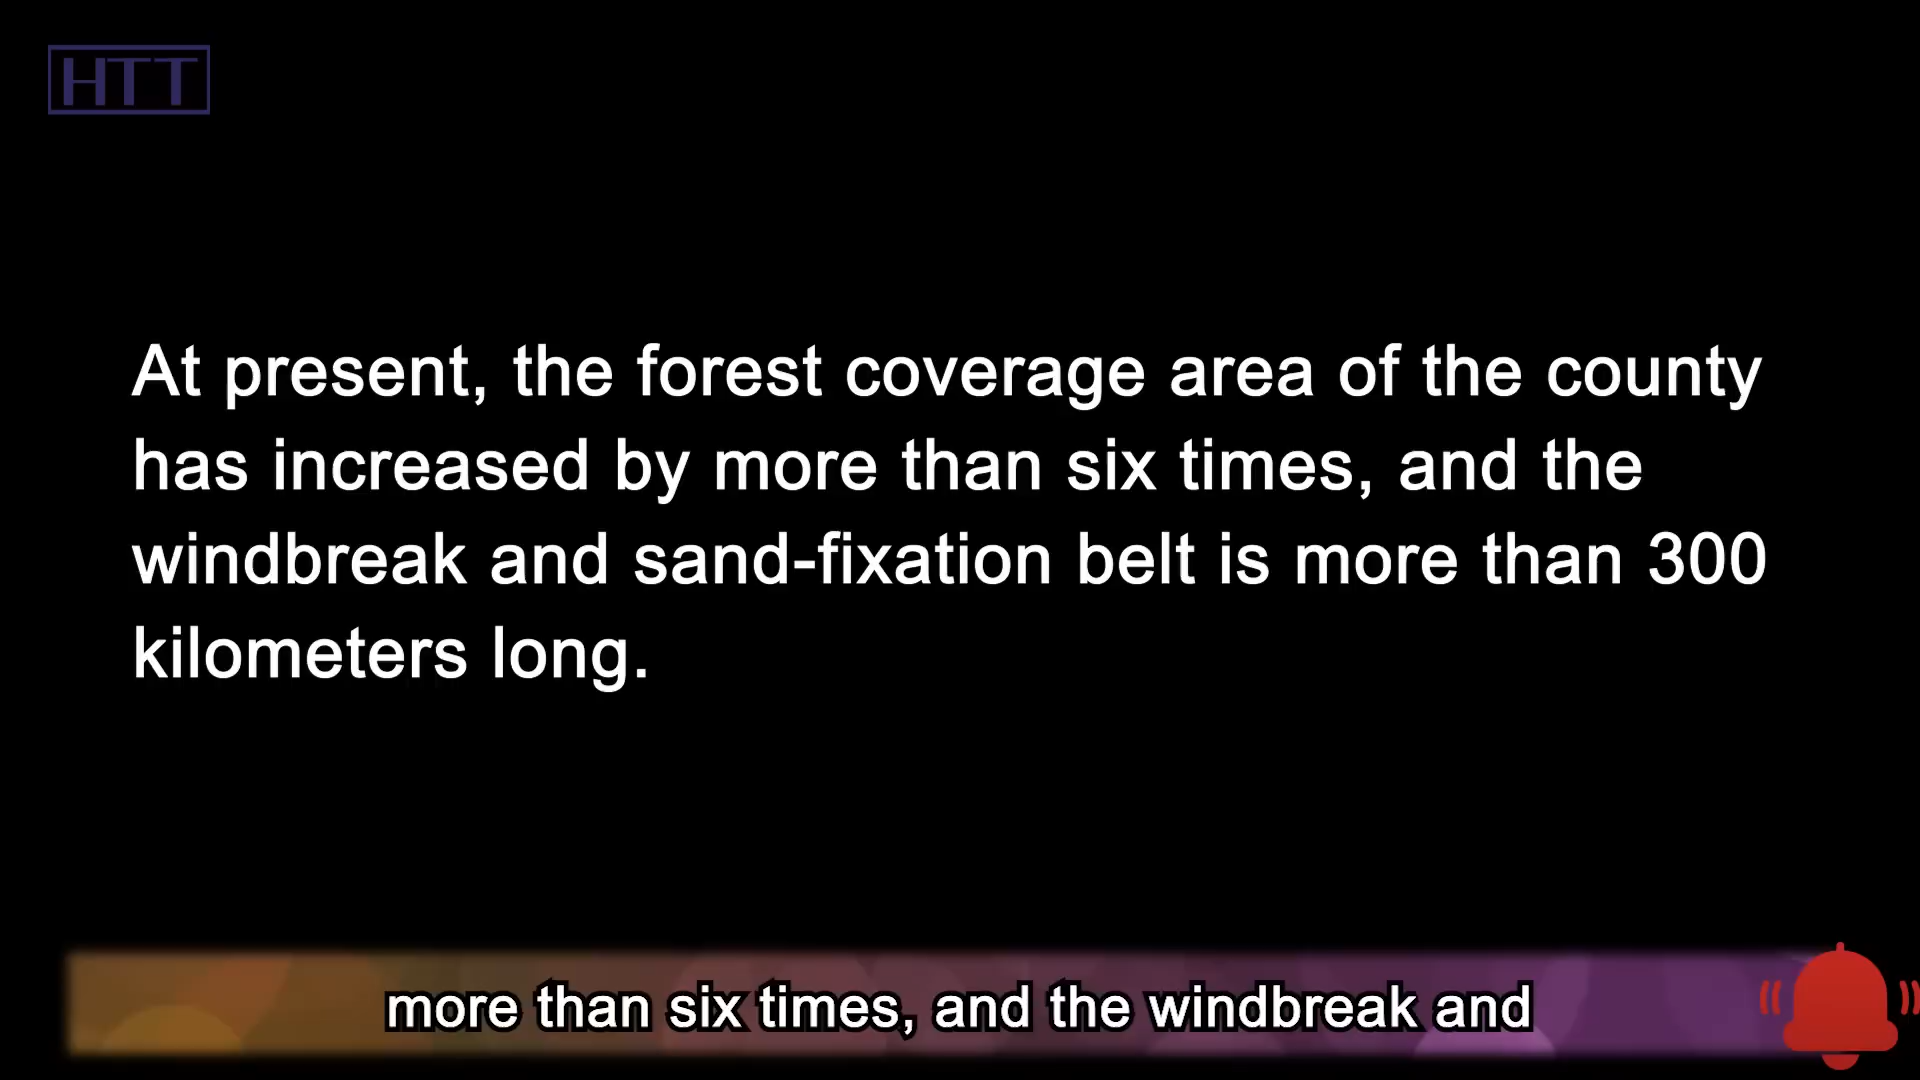 HTT
At present, the forest coverage area of the county
has increased by more than six times, and the
windbreak and sand-fixation belt is more than 300
kilometers long.
more than six times, and the windbreak and